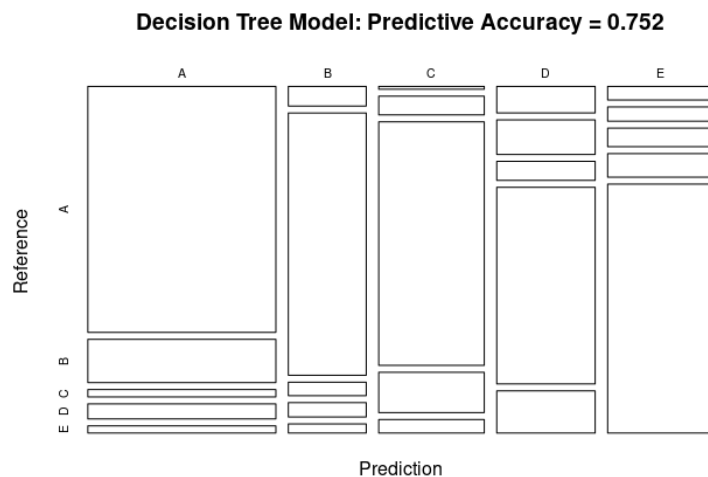 Decision Tree Model: Predictive Accuracy = 0.752
A B C D E
Reference
A
B
C
D
E
Prediction